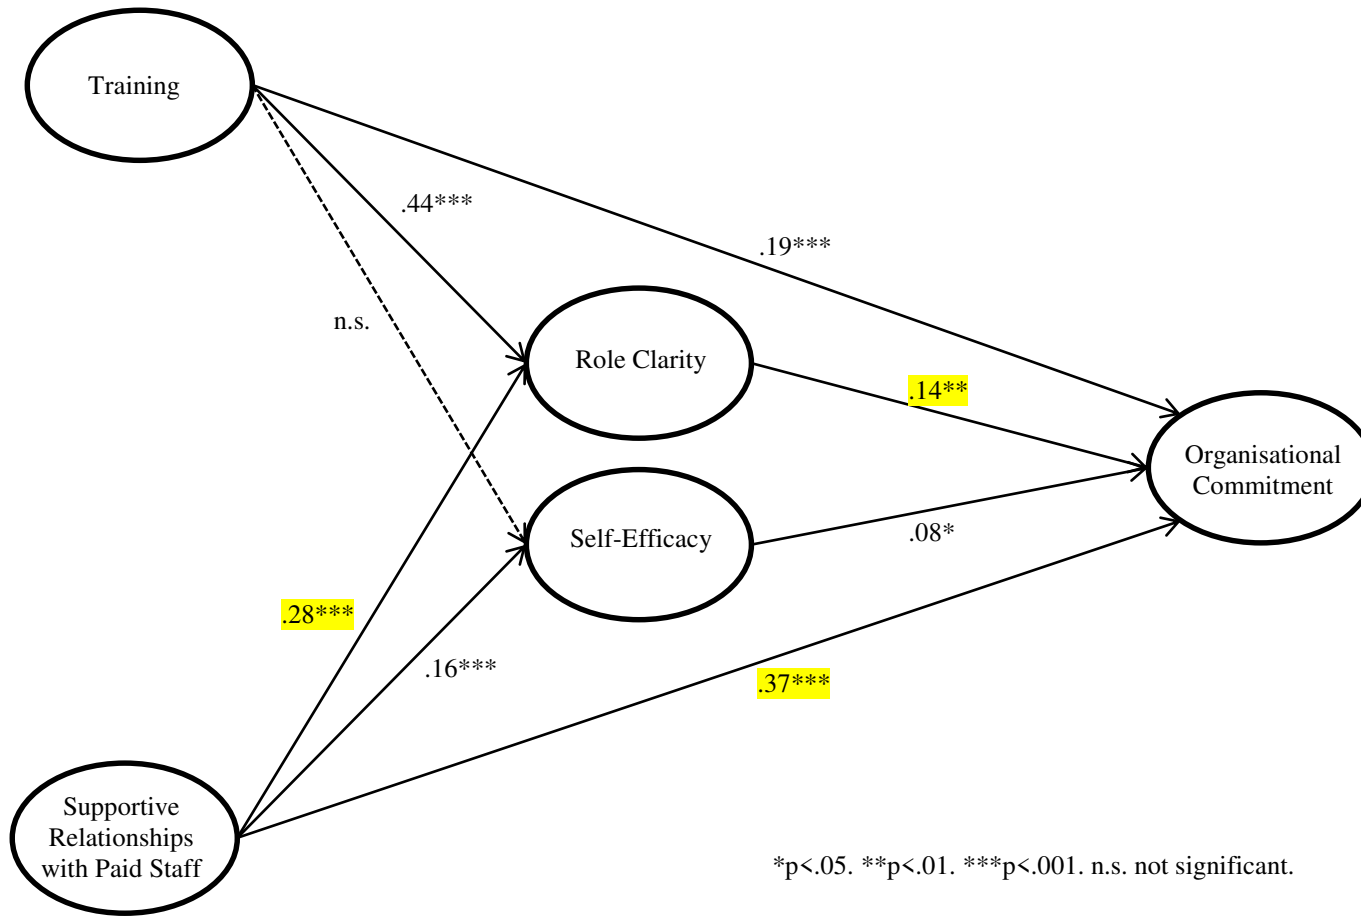 Training
.44***
.19***
n.s.
Role Clarity
.14**
Organisational
Commitment
Self-Efficacy
.08*
.28***
.16***
.37***
Supportive
Relationships
with Paid Staff
*p<.05. **p<.01. ***p<.001. n.s. not significant.